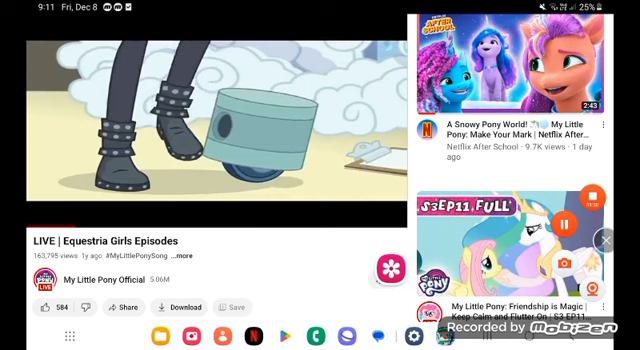 9:11 Fri, Dec 8
25%
NETFLIX
AFTER
SCHOOL
2:43
A Snowy Pony World! My Little
Pony: Make Your Mark | Netflix After...
Netflix After School · 9.7K views · 1 day
ago
S3EP11.FULL
LIVE | Equestria Girls Episodes
163,795 views 1y ago #MyLittlePonySong ...more
LIVE
My Little Pony Official 5.06M
584
Share
Download
Save
My Little Pony: Friendship is Magic |
Keep Calm and Flutter On | S3 EP11...
Recorded by Mobizen